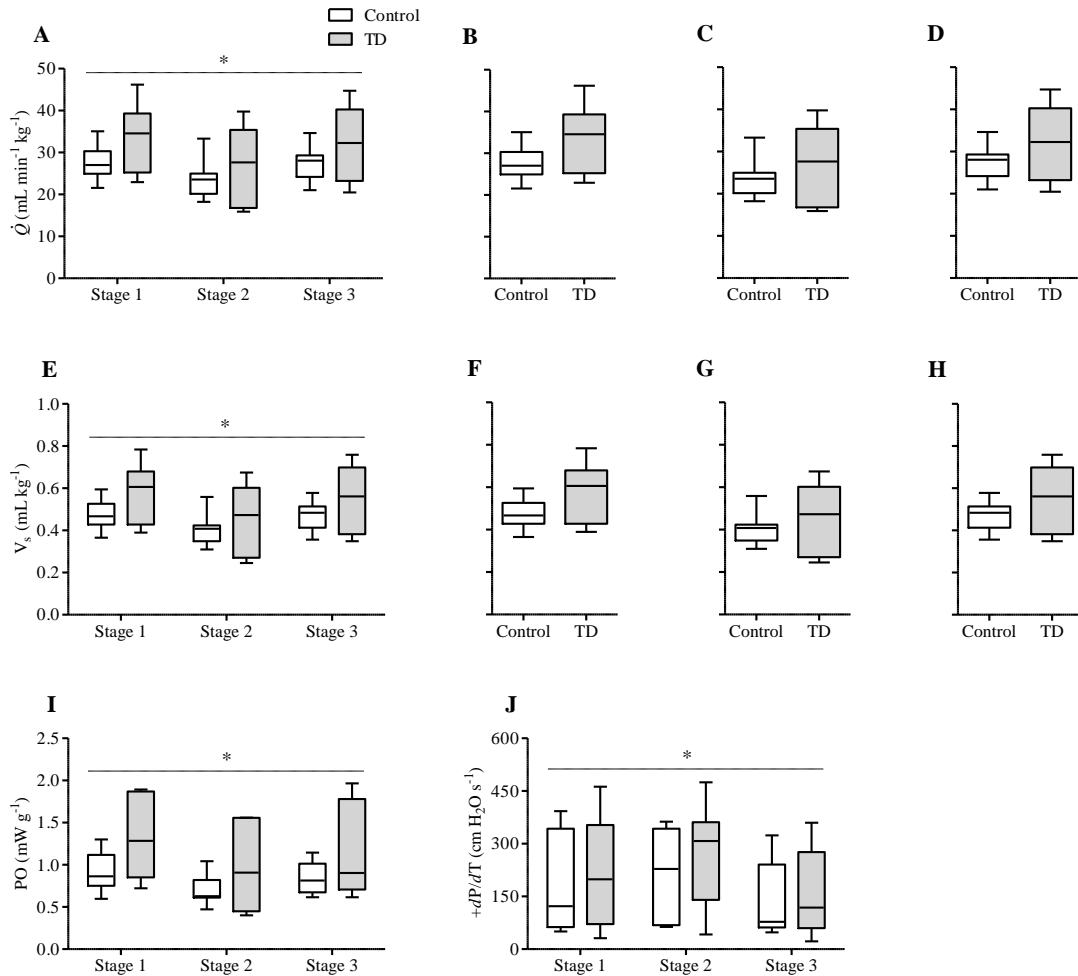 Control
TD
A
B
C
D
*
50
40
30
20
10
0
Q̇ (mL min⁻¹ kg⁻¹)
Stage 1 Stage 2 Stage 3
Control TD
Control TD
Control TD
E
F
G
H
*
1.0
0.8
0.6
0.4
0.2
0.0
Vₛ (mL kg⁻¹)
Stage 1 Stage 2 Stage 3
Control TD
Control TD
Control TD
I
J
*
2.5
2.0
1.5
1.0
0.5
0.0
PO (mW g⁻¹)
Stage 1 Stage 2 Stage 3
*
600
450
300
150
0
+dP/dT (cm H₂O s⁻¹)
Stage 1 Stage 2 Stage 3